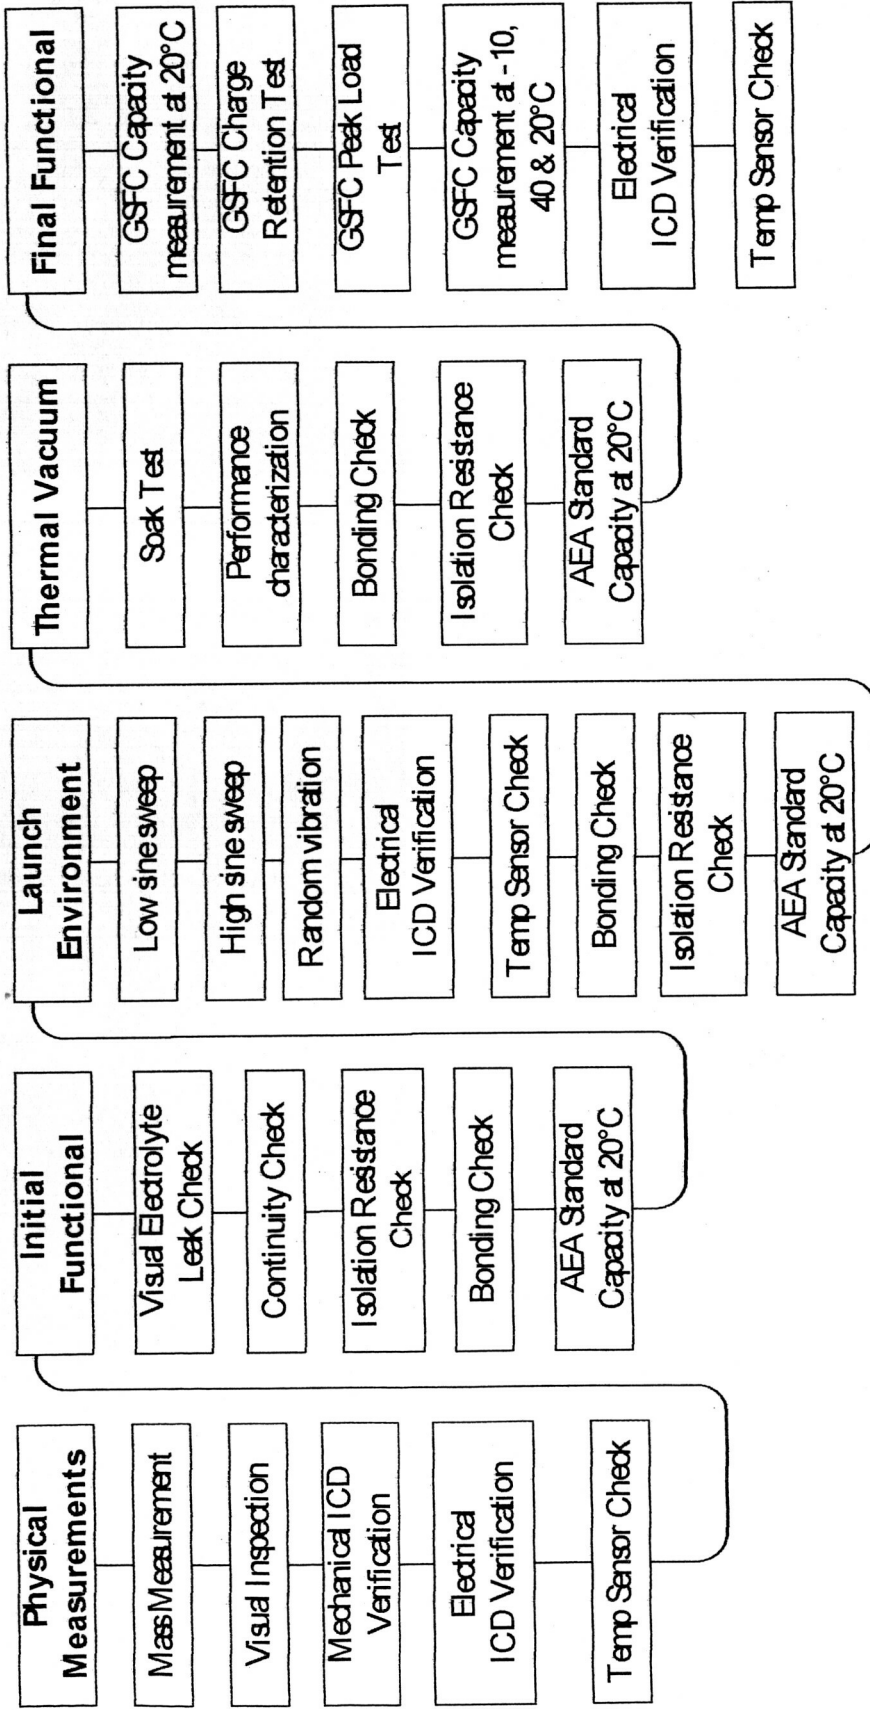 Physical
Measurements
Mass Measurement
Visual Inspection
Mechanical ICD
Verification
Electrical
ICD Verification
Temp Sensor Check
Initial
Functional
Visual Electrolyte
Leak Check
Continuity Check
Isolation Resistance
Check
Bonding Check
AEA Standard
Capacity at 20°C
Launch
Environment
Low sine sweep
High sine sweep
Random vibration
Electrical
ICD Verification
Temp Sensor Check
Bonding Check
Isolation Resistance
Check
AEA Standard
Capacity at 20°C
Thermal Vacuum
Soak Test
Performance
characterization
Bonding Check
Isolation Resistance
Check
AEA Standard
Capacity at 20°C
Final Functional
GSFC Capacity
measurement at 20°C
GSFC Charge
Retention Test
GSFC Peak Load
Test
GSFC Capacity
measurement at -10,
40 & 20°C
Electrical
ICD Verification
Temp Sensor Check